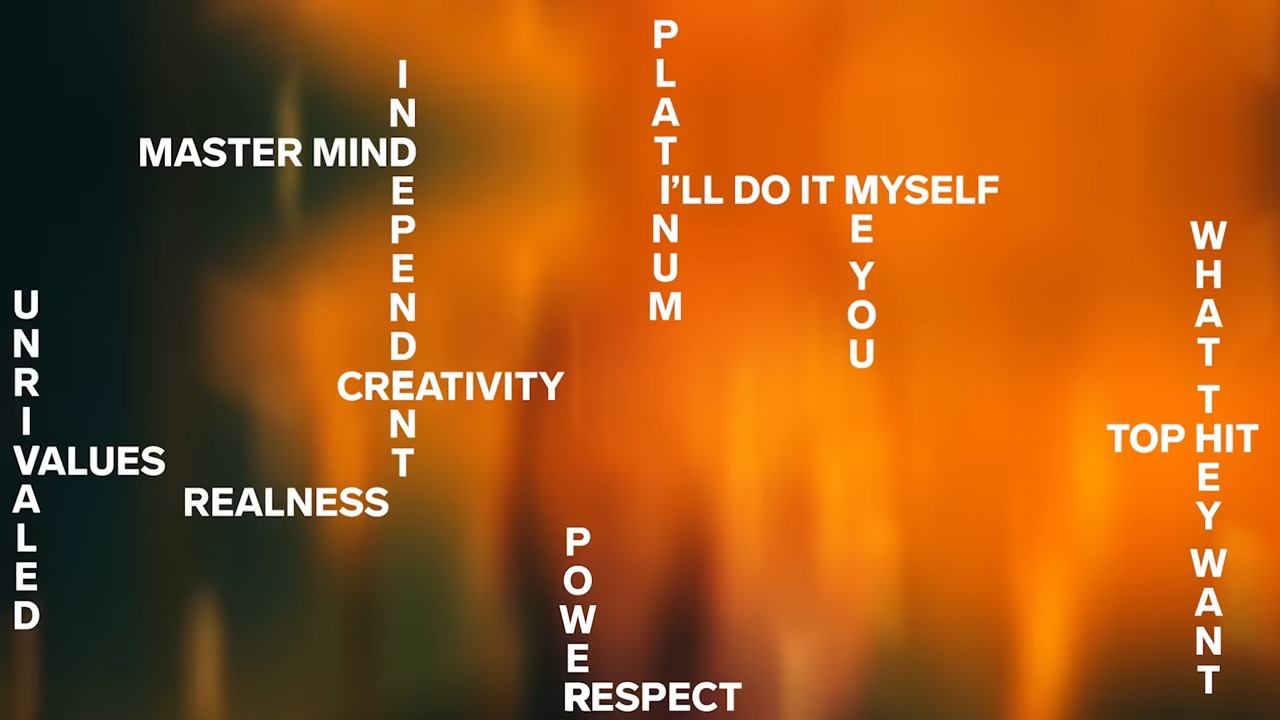 PLATINUM
INDEPENDENT
MASTER MIND
I'LL DO IT MYSELF
ME YOU
WHAT THEY WANT
UNRIVALED
CREATIVITY
TOP HIT
VALUES
REALNESS
POWER
RESPECT